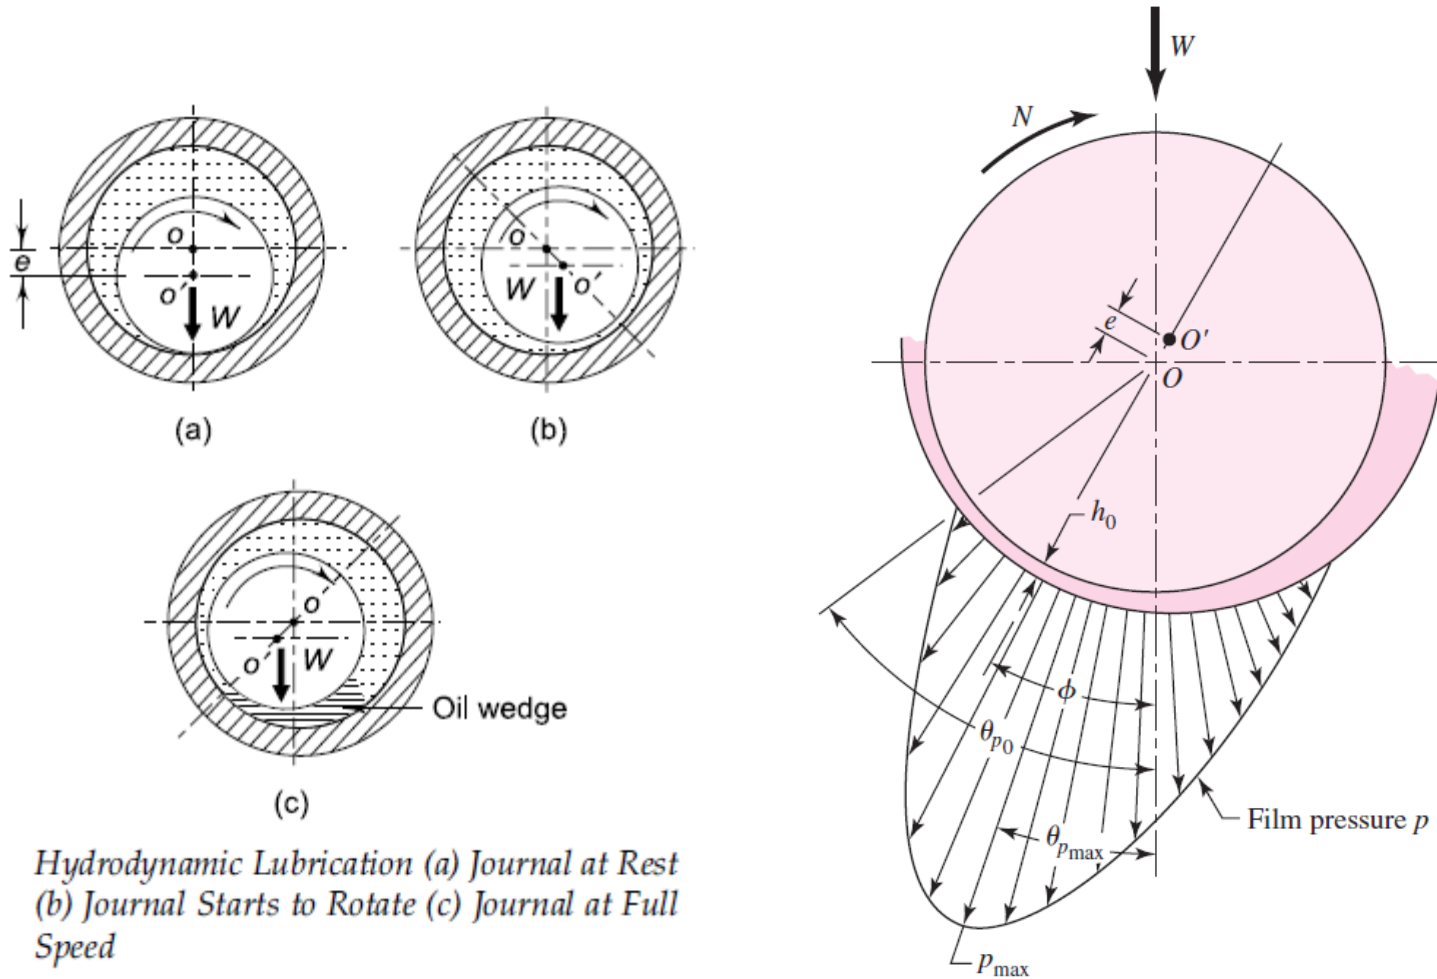 e
o
o'
W
(a)
o
W
o'
(b)
o
o'
W
Oil wedge
(c)
Hydrodynamic Lubrication (a) Journal at Rest
(b) Journal Starts to Rotate (c) Journal at Full
Speed
W
N
e
O'
O
h₀
ϕ
θp₀
θpmax
Film pressure p
pmax